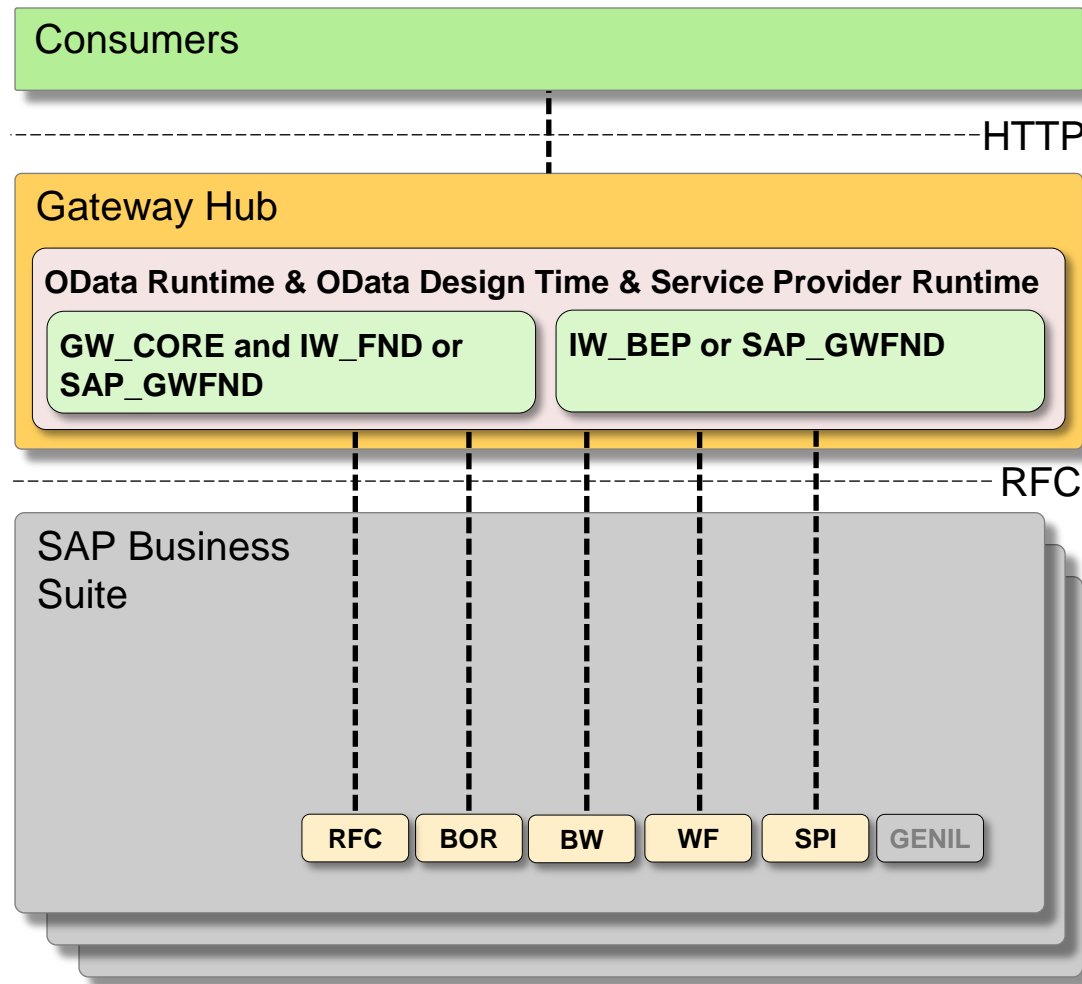 Consumers
HTTP
Gateway Hub
OData Runtime & OData Design Time & Service Provider Runtime
GW_CORE and IW_FND or
SAP_GWFND
IW_BEP or SAP_GWFND
RFC
SAP Business
Suite
RFC
BOR
BW
WF
SPI
GENIL